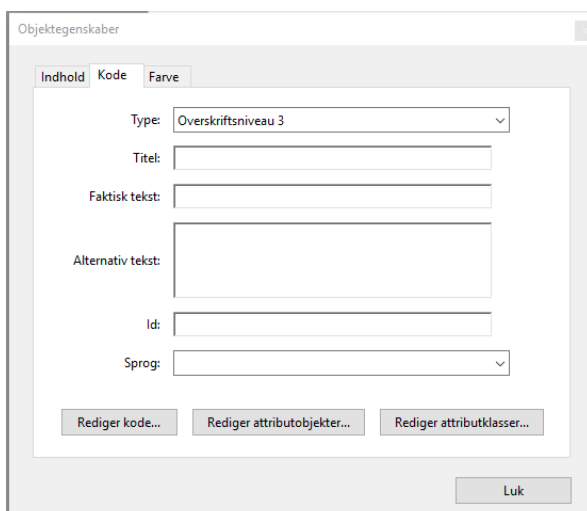 Objektegenskaber
Indhold Kode Farve
Type: Overskriftsniveau 3
Titel:
Faktisk tekst:
Alternativ tekst:
Id:
Sprog:
Rediger kode... Rediger attributobjekter... Rediger attributklasser...
Luk